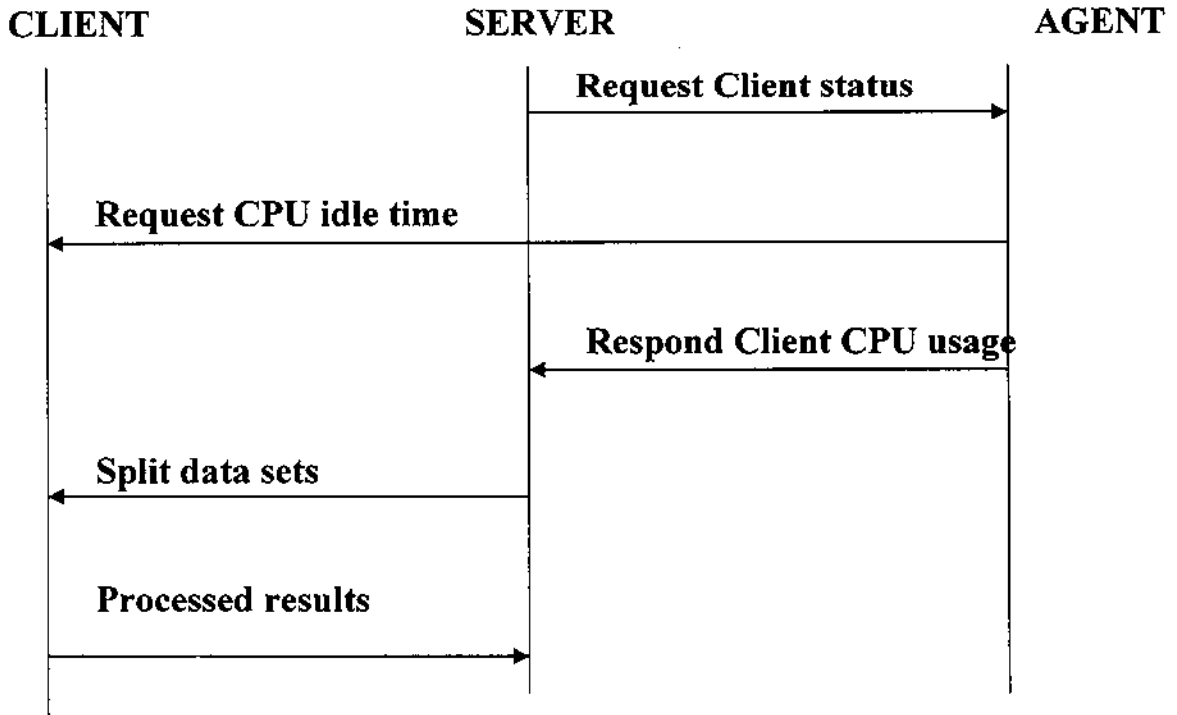 CLIENT SERVER AGENT
Request Client status
Request CPU idle time
Respond Client CPU usage
Split data sets
Processed results